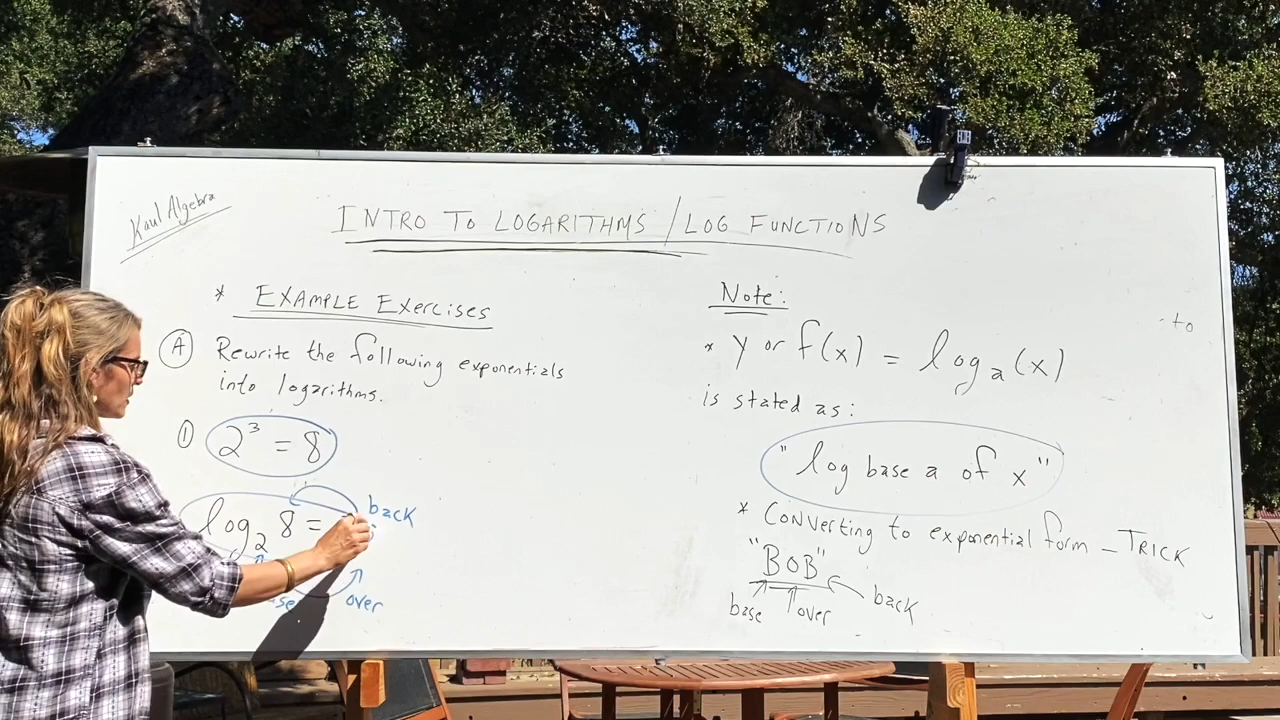 Kaul Algebra
INTRO TO LOGARITHMS / LOG FUNCTIONS
* EXAMPLE EXERCISES
(A) Rewrite the following exponentials
into logarithms.
① 2³ = 8
log₂ 8 =
back
over
Note:
to
* y or f(x) = logₐ(x)
is stated as:
"log base a of x"
* Converting to exponential form – TRICK
"BOB"
base over back